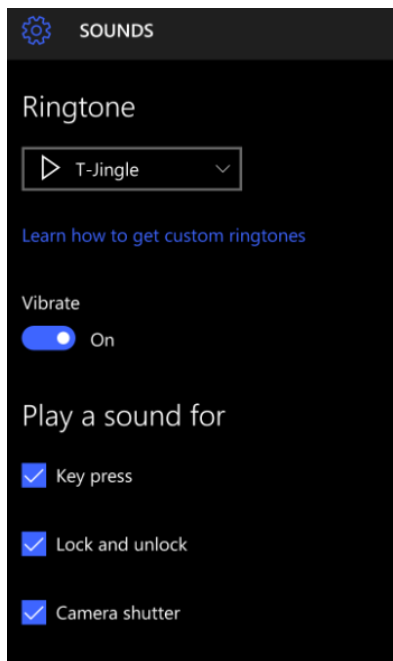 SOUNDS
Ringtone
T-Jingle
Learn how to get custom ringtones
Vibrate
On
Play a sound for
Key press
Lock and unlock
Camera shutter